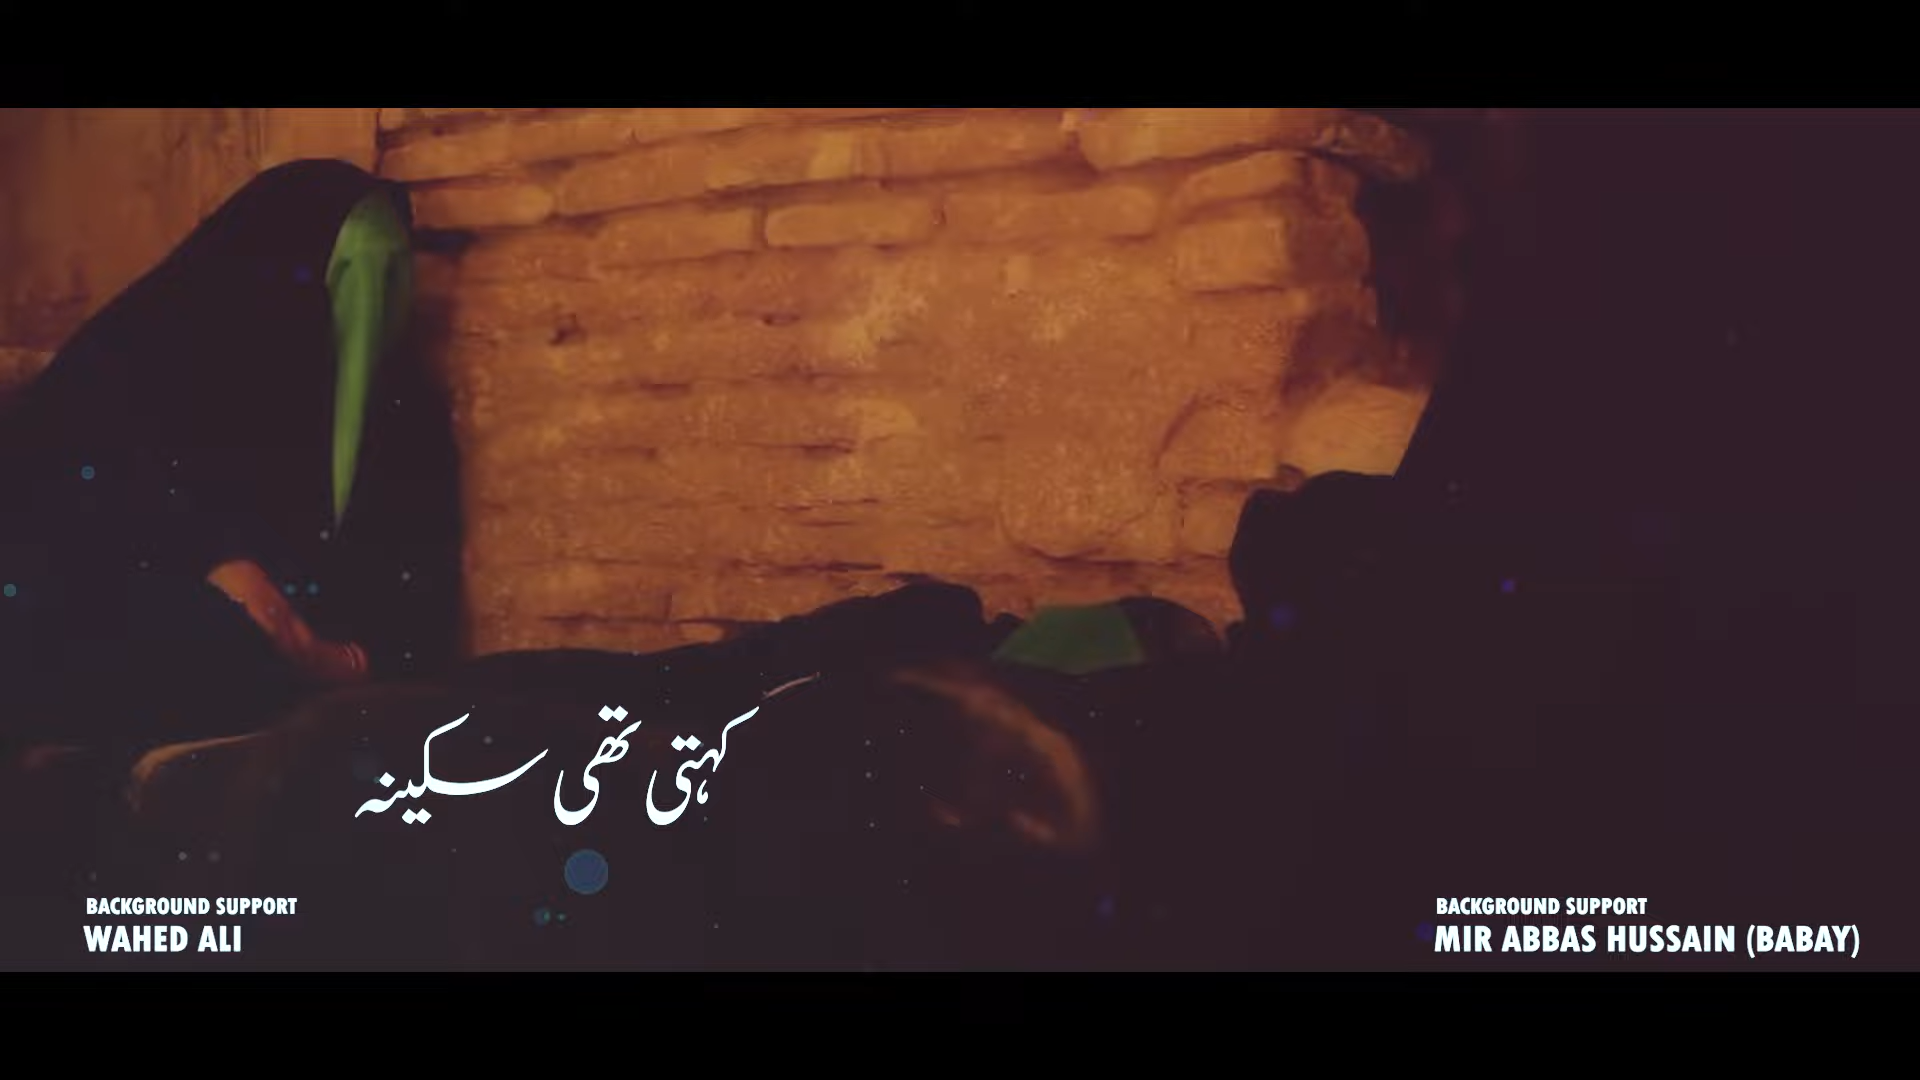 کہتی تھی سکینہ
BACKGROUND SUPPORT
WAHED ALI
BACKGROUND SUPPORT
MIR ABBAS HUSSAIN (BABAY)